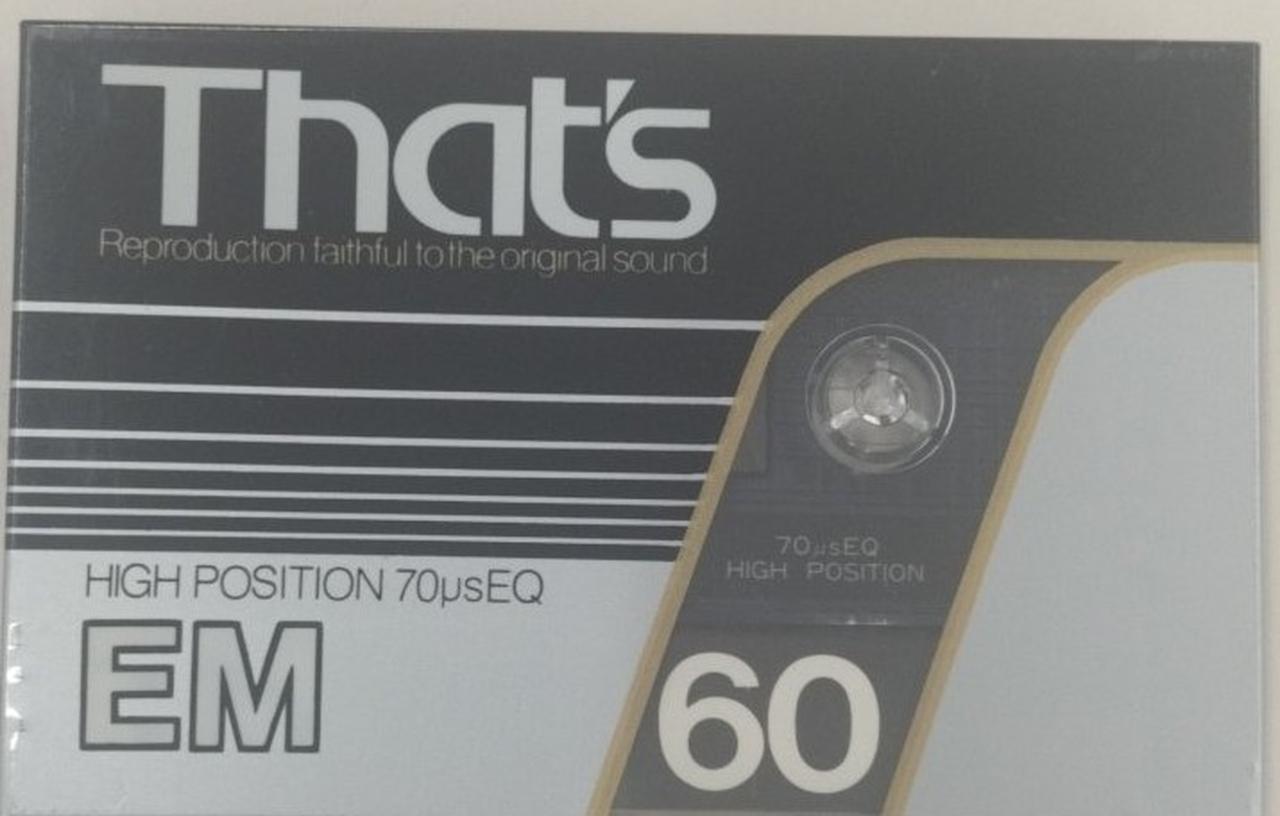 That's
Reproduction faithful to the original sound
70μsEQ
HIGH POSITION
HIGH POSITION 70μsEQ
EM
60